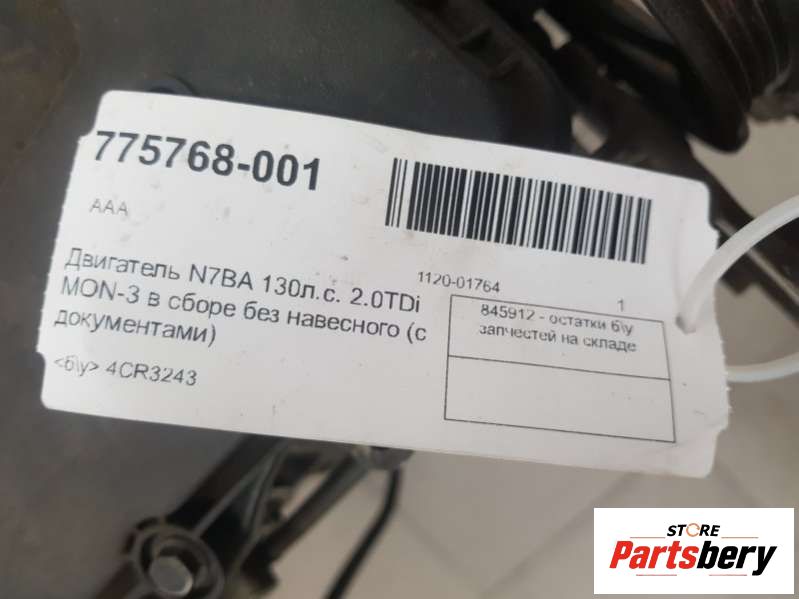 775768-001
AAA
Двигатель N7BA 130л.с. 2.0TDi
MON-3 в сборе без навесного (с
документами)
<б\у> 4CR3243
1120-01764
1
845912 - остатки б\у
запчестей на складе
STORE
Partsbery